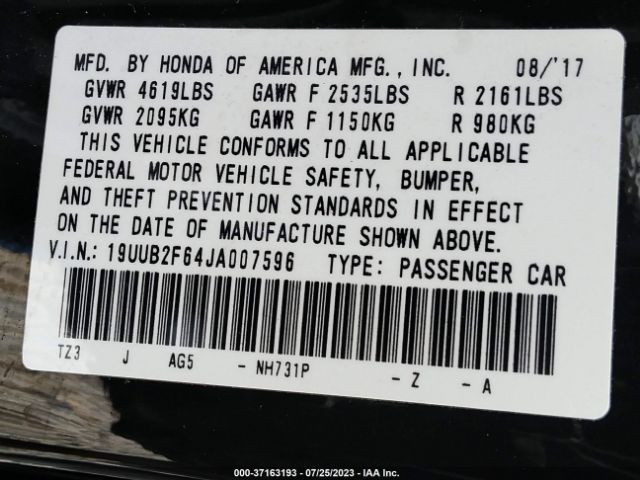 MFD. BY HONDA OF AMERICA MFG., INC. 08/'17
GVWR 4619LBS GAWR F 2535LBS R 2161LBS
GVWR 2095KG GAWR F 1150KG R 980KG
THIS VEHICLE CONFORMS TO ALL APPLICABLE
FEDERAL MOTOR VEHICLE SAFETY, BUMPER,
AND THEFT PREVENTION STANDARDS IN EFFECT
ON THE DATE OF MANUFACTURE SHOWN ABOVE.
V.I.N.: 19UUB2F64JA007596 TYPE: PASSENGER CAR
TZ3 J AG5 - NH731P - Z - A
000-37163193 - 07/25/2023 - IAA Inc.